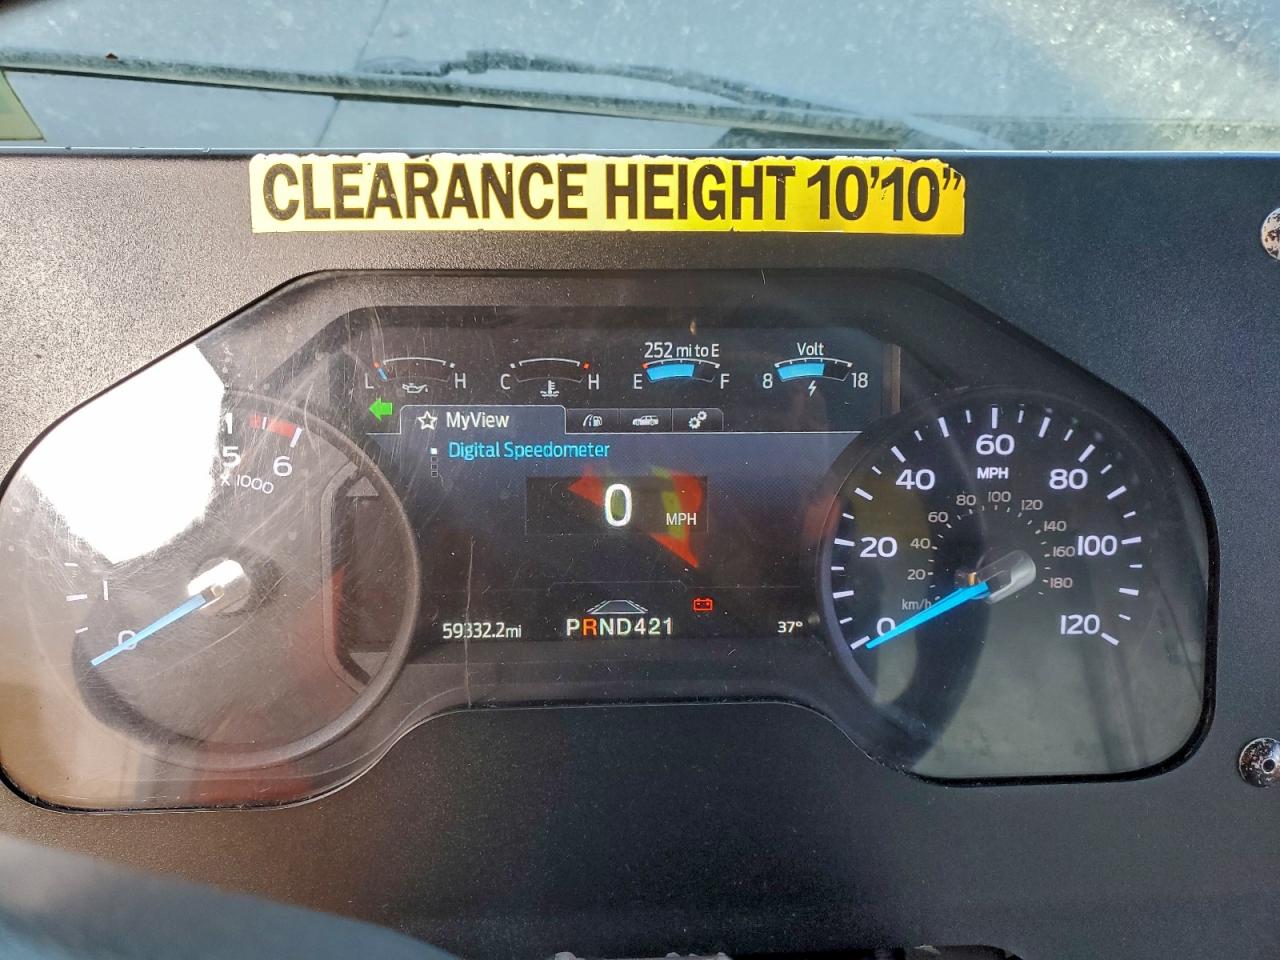 CLEARANCE HEIGHT 10'10"
252 mi to E
Volt
L H
C H
E F
8 18
MyView
Digital Speedometer
0 MPH
59332.2mi
PRND421
37°
1
5
6
x 1000
1
0
0
20
40
60
80
100
120
MPH
20
40
60
80
100
120
140
160
180
km/h